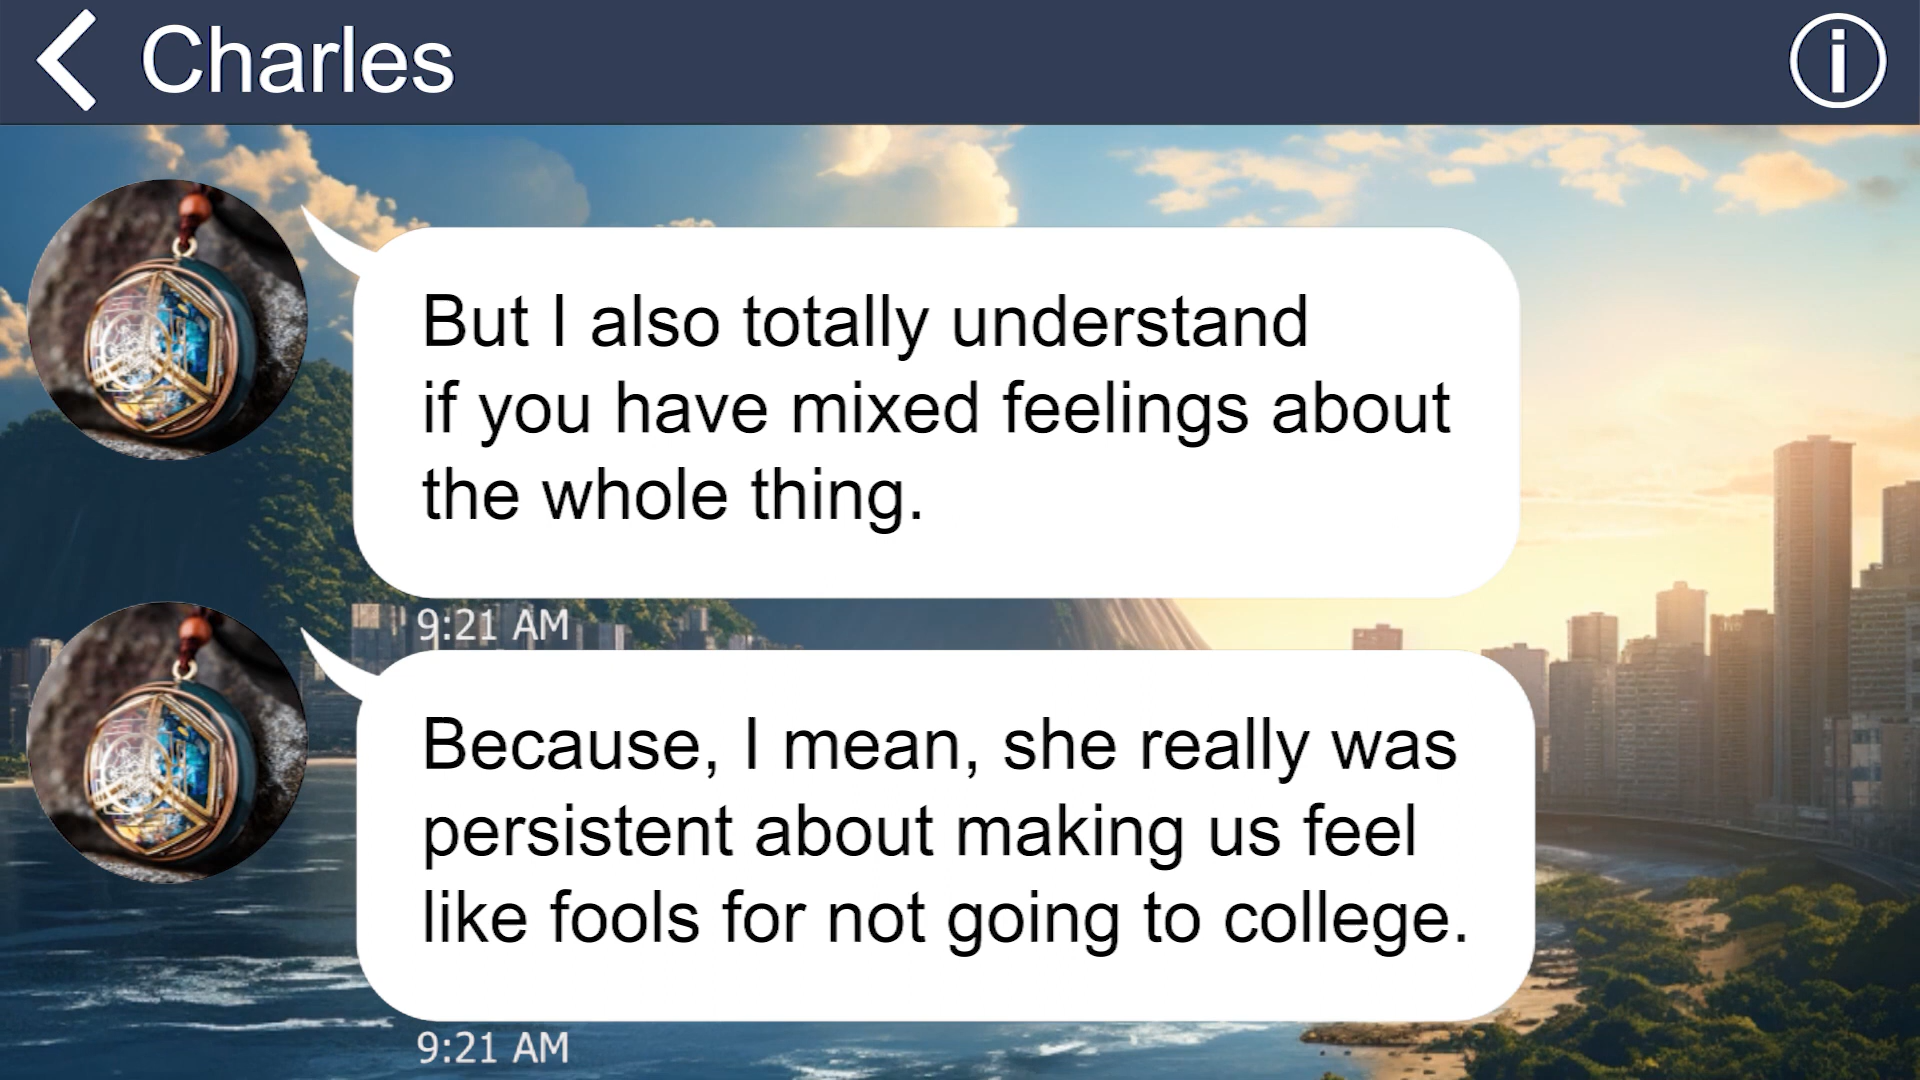 Charles
But I also totally understand
if you have mixed feelings about
the whole thing.
9:21 AM
Because, I mean, she really was
persistent about making us feel
like fools for not going to college.
9:21 AM